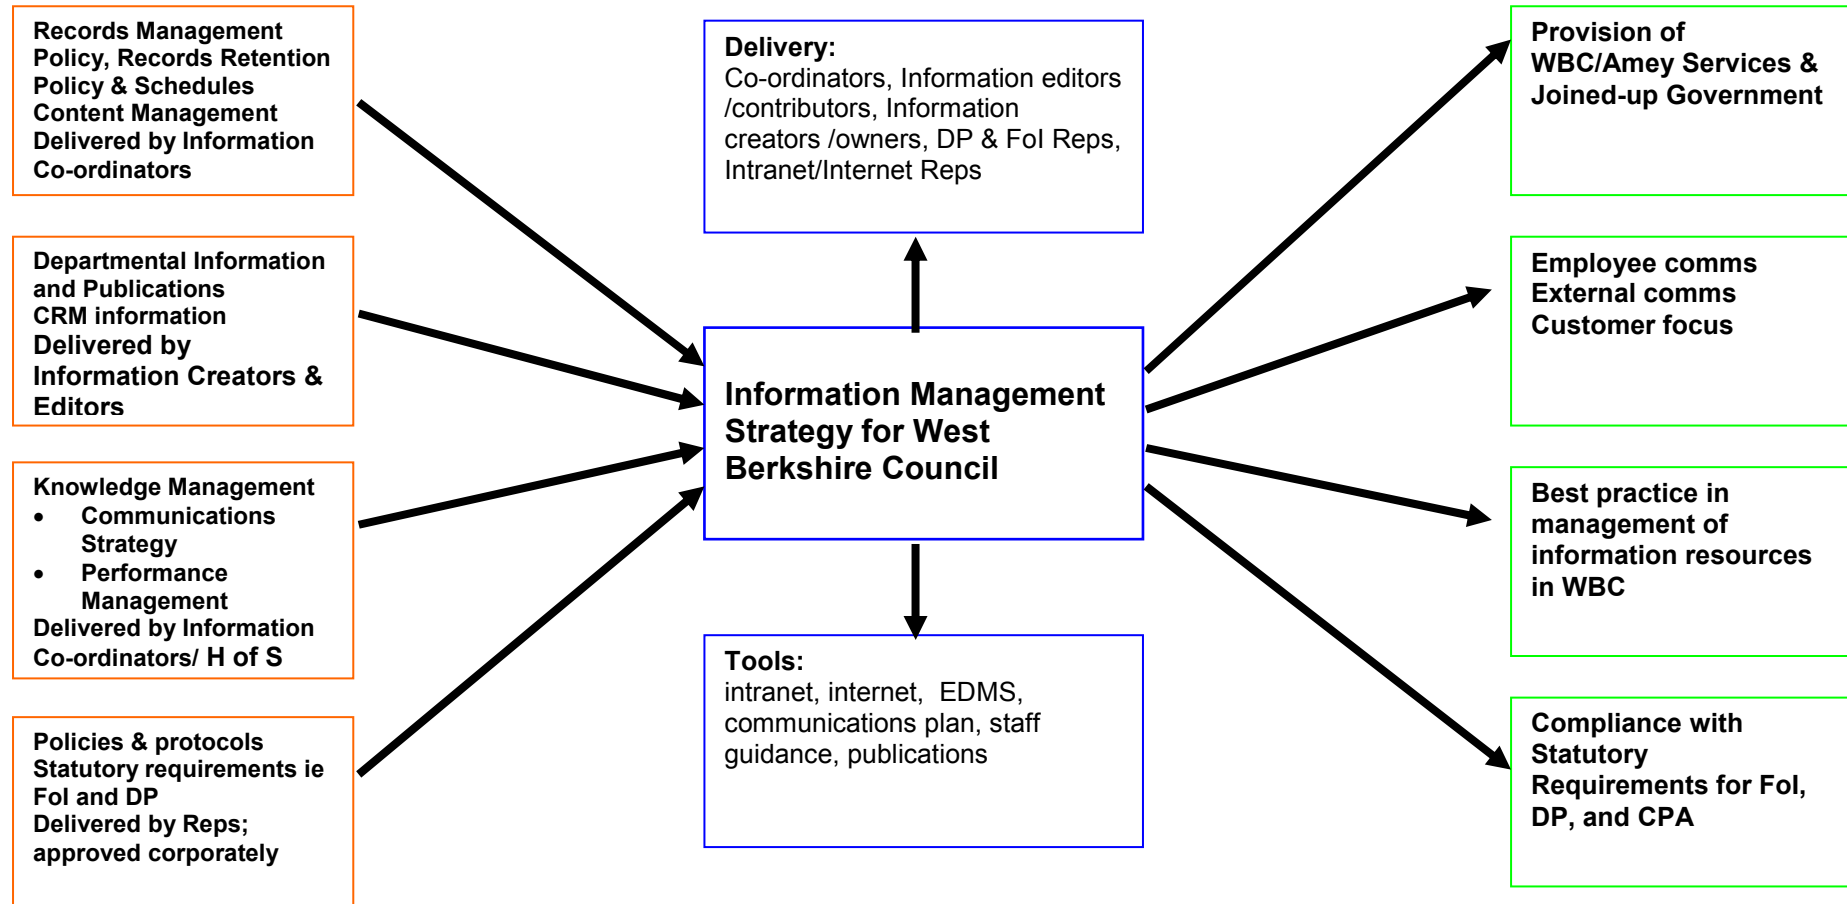 Records Management
Policy, Records Retention
Policy & Schedules
Content Management
Delivered by Information
Co-ordinators
Departmental Information
and Publications
CRM information
Delivered by
Information Creators &
Editors
Knowledge Management
• Communications
Strategy
• Performance
Management
Delivered by Information
Co-ordinators/ H of S
Policies & protocols
Statutory requirements ie
FoI and DP
Delivered by Reps;
approved corporately
Delivery:
Co-ordinators, Information editors
/contributors, Information
creators /owners, DP & FoI Reps,
Intranet/Internet Reps
Information Management
Strategy for West
Berkshire Council
Tools:
intranet, internet,  EDMS,
communications plan, staff
guidance, publications
Provision of
WBC/Amey Services &
Joined-up Government
Employee comms
External comms
Customer focus
Best practice in
management of
information resources
in WBC
Compliance with
Statutory
Requirements for FoI,
DP, and CPA